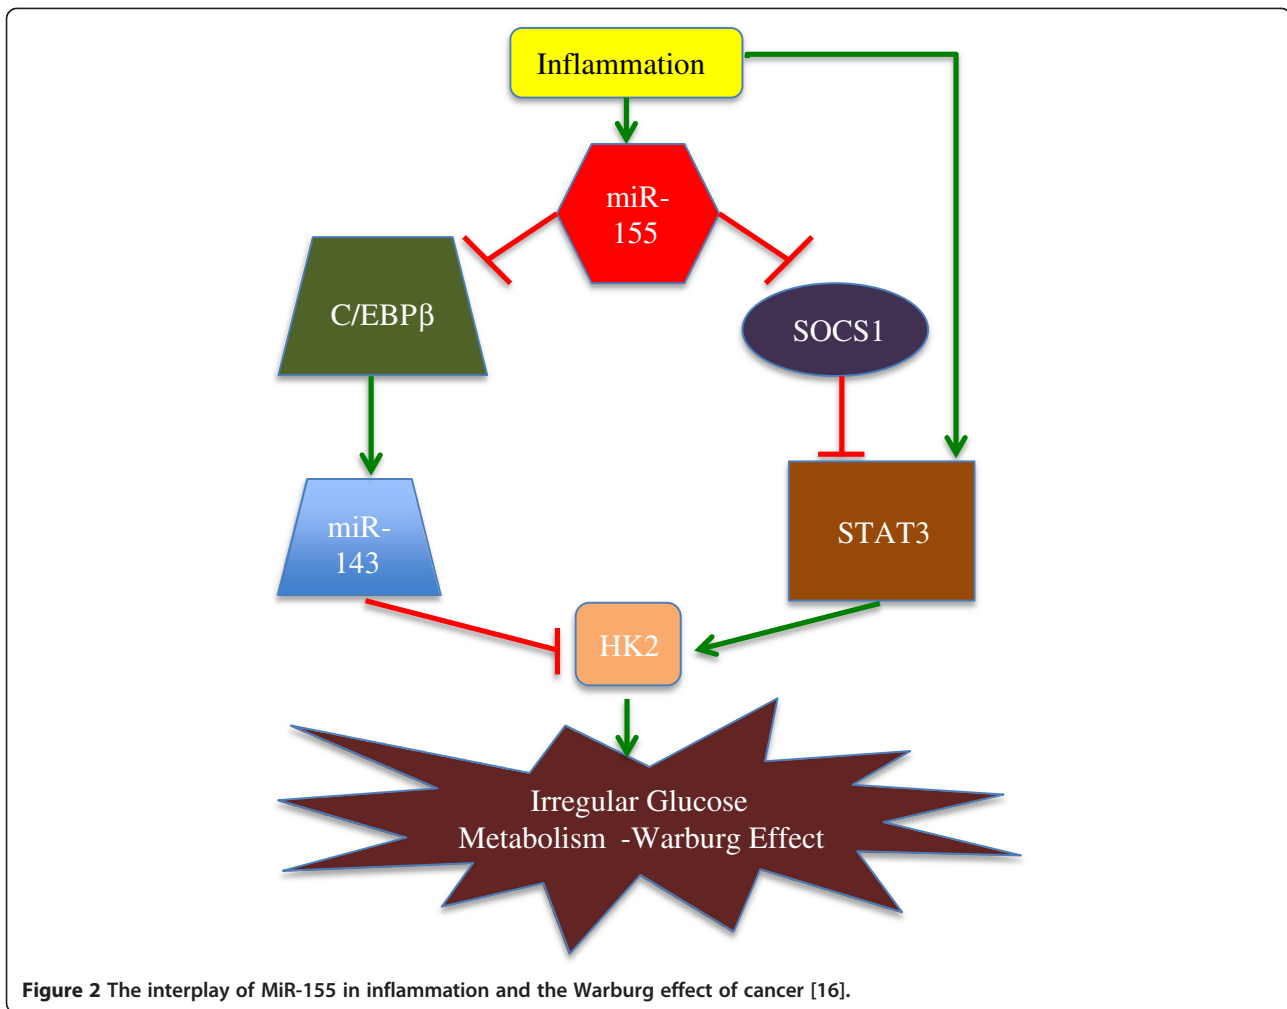 Inflammation
miR-
155
C/EBPβ
SOCS1
miR-
143
STAT3
HK2
Irregular Glucose
Metabolism -Warburg Effect
Figure 2 The interplay of MiR-155 in inflammation and the Warburg effect of cancer [16].